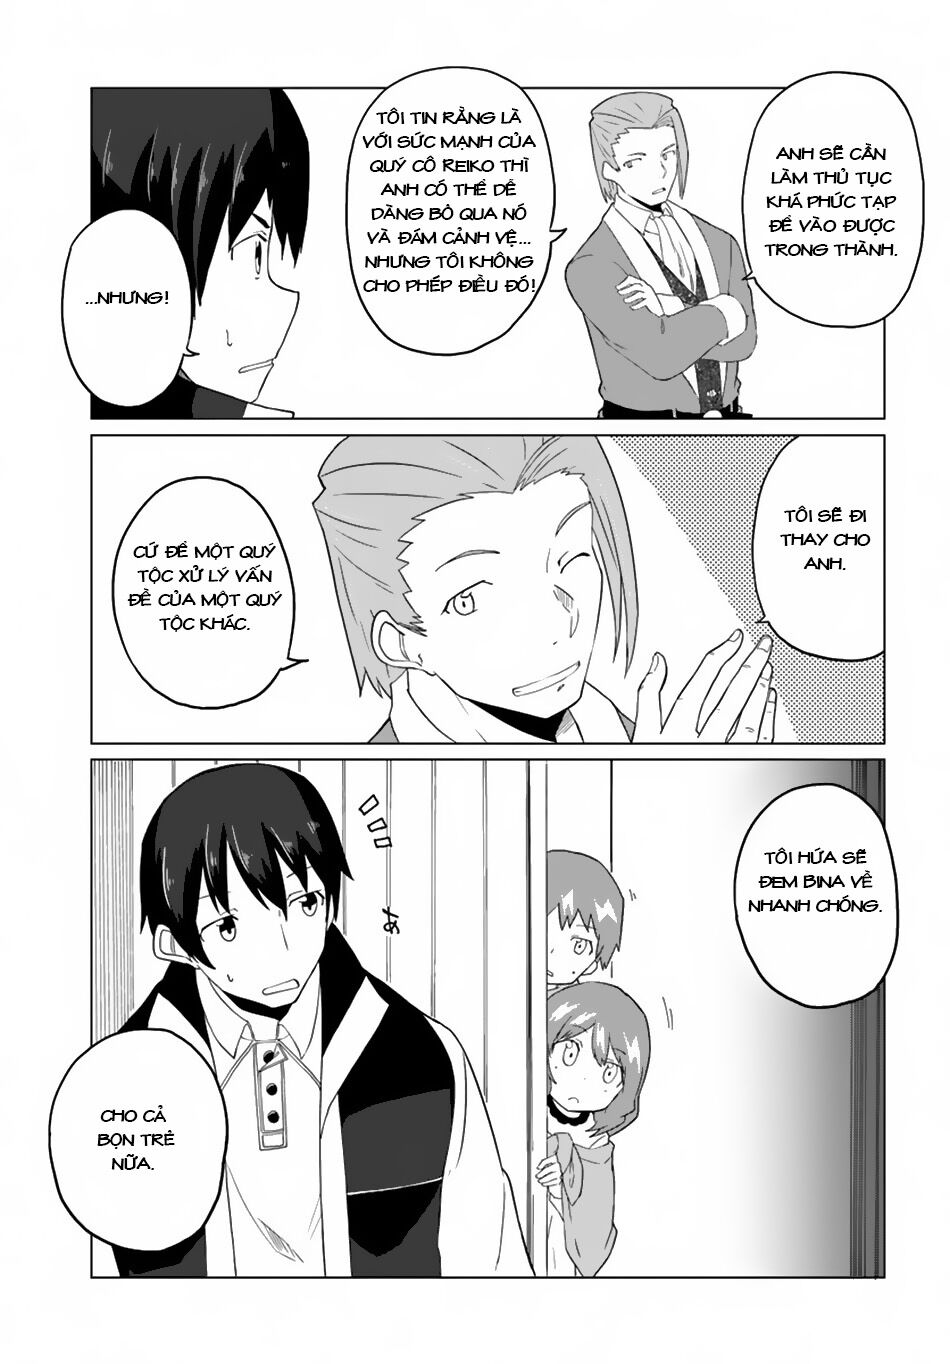 ANH SẼ CẦN
LÀM THỦ TỤC
KHÁ PHỨC TẠP
ĐỂ VÀO ĐƯỢC
TRONG THÀNH.
TÔI TIN RẰNG LÀ
VỚI SỨC MẠNH CỦA
QUÝ CÔ REIKO THÌ
ANH CÓ THỂ DỄ
DÀNG BÔ QUA NÓ
VÀ ĐÁM CẢNH VỆ...
NHƯNG TÔI KHÔNG
CHO PHÉP ĐIỀU ĐÓ!
...NHƯNG!
TÔI SẼ ĐI
THAY CHO
ANH.
CỨ ĐỂ MỘT QUÝ
TỘC XỬ LÝ VẤN
ĐỀ CỦA MỘT QUÝ
TỘC KHÁC.
TÔI HỨA SẼ
ĐEM BINA VỀ
NHANH CHÓNG.
CHO CẢ
BỌN TRẺ
NỮA.